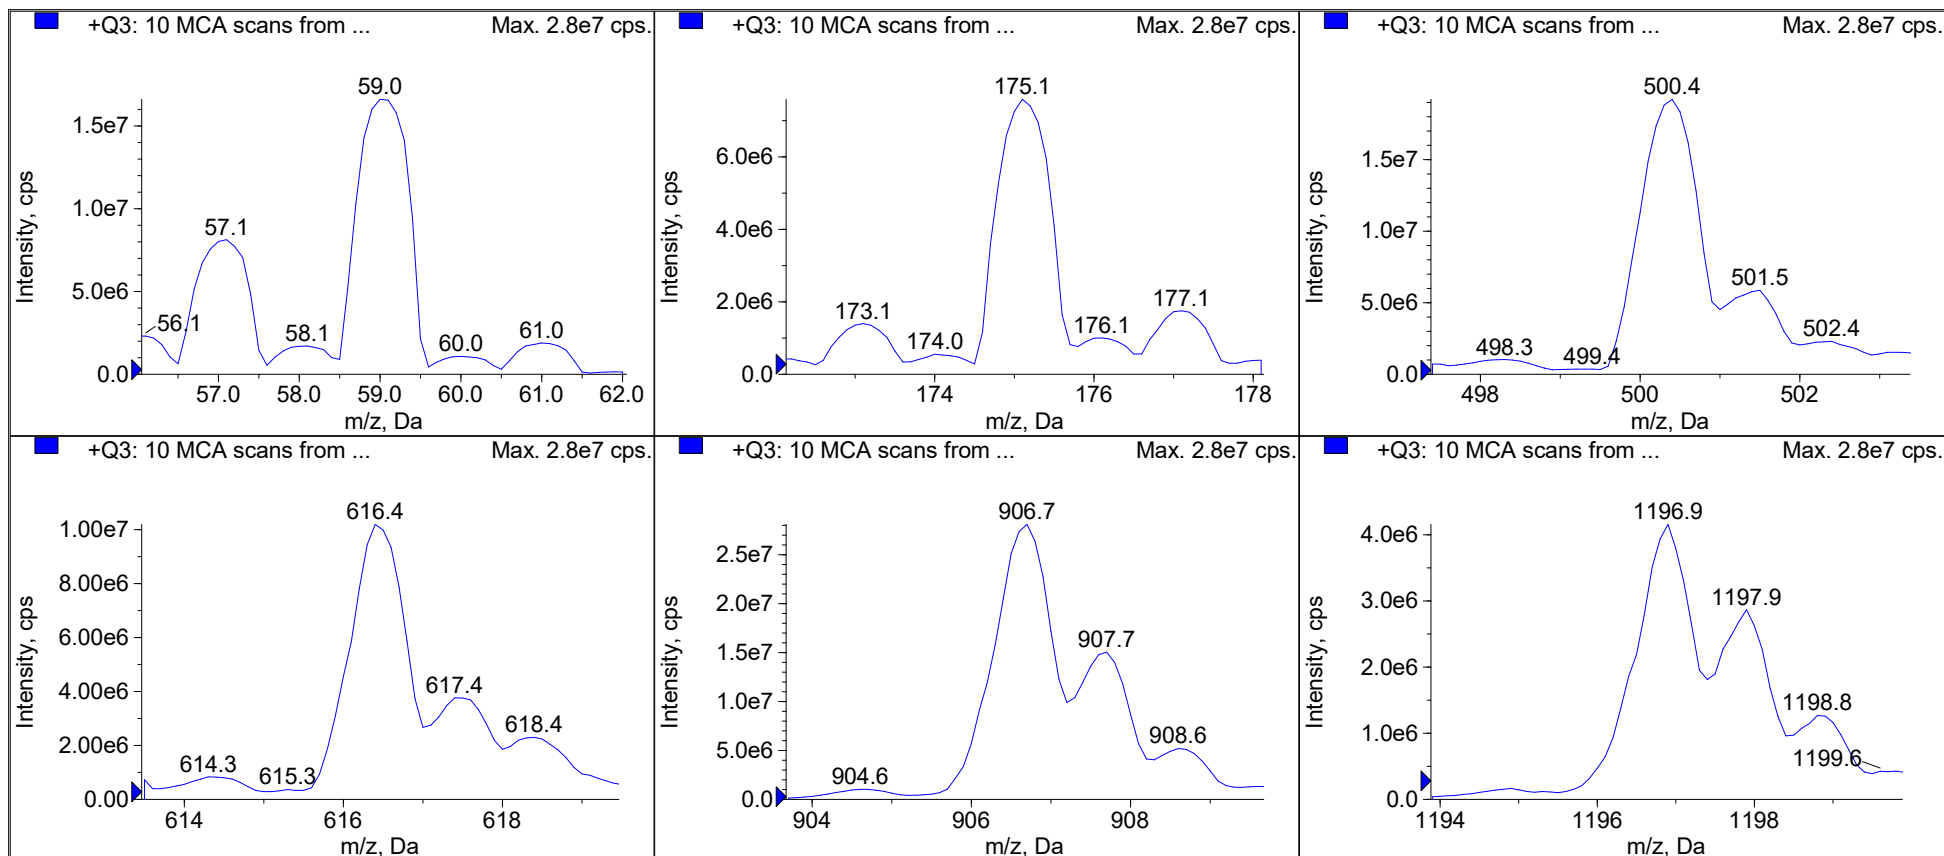 +Q3: 10 MCA scans from ... Max. 2.8e7 cps.
59.0
1.5e7
1.0e7
57.1
5.0e6
56.1
58.1
60.0
61.0
0.0
57.0 58.0 59.0 60.0 61.0 62.0
m/z, Da
Intensity, cps
+Q3: 10 MCA scans from ... Max. 2.8e7 cps.
175.1
6.0e6
4.0e6
2.0e6
173.1
174.0
176.1
177.1
0.0
174 176 178
m/z, Da
Intensity, cps
+Q3: 10 MCA scans from ... Max. 2.8e7 cps.
500.4
1.5e7
1.0e7
501.5
5.0e6
498.3
499.4
502.4
0.0
498 500 502
m/z, Da
Intensity, cps
+Q3: 10 MCA scans from ... Max. 2.8e7 cps.
616.4
1.00e7
8.00e6
6.00e6
4.00e6
617.4
618.4
2.00e6
614.3
615.3
0.00
614 616 618
m/z, Da
Intensity, cps
+Q3: 10 MCA scans from ... Max. 2.8e7 cps.
906.7
2.5e7
2.0e7
1.5e7
907.7
1.0e7
5.0e6
904.6
908.6
0.0
904 906 908
m/z, Da
Intensity, cps
+Q3: 10 MCA scans from ... Max. 2.8e7 cps.
1196.9
4.0e6
3.0e6
1197.9
2.0e6
1198.8
1.0e6
1199.6
0.0
1194 1196 1198
m/z, Da
Intensity, cps